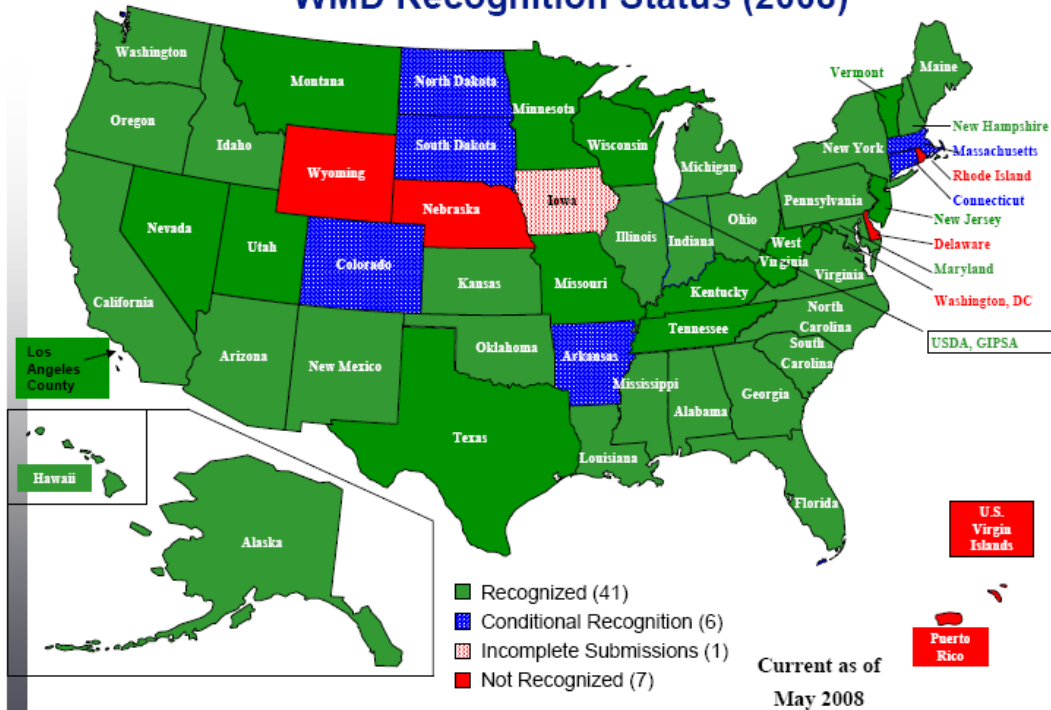 WMD Recognition Status (2008)
Washington
Oregon
Idaho
Montana
Wyoming
North Dakota
South Dakota
Nebraska
Minnesota
Iowa
Wisconsin
Michigan
Illinois
Indiana
Ohio
Nevada
Utah
Colorado
Kansas
Missouri
California
Arizona
New Mexico
Oklahoma
Texas
Arkansas
Louisiana
Mississippi
Alabama
Georgia
Florida
Tennessee
Kentucky
West
Virginia
Virginia
North
Carolina
South
Carolina
Pennsylvania
New York
Maine
Vermont
New Hampshire
Massachusetts
Rhode Island
Connecticut
New Jersey
Delaware
Maryland
Washington, DC
USDA, GIPSA
Los
Angeles
County
Hawaii
Alaska
U.S.
Virgin
Islands
Puerto
Rico
Recognized (41)
Conditional Recognition (6)
Incomplete Submissions (1)
Not Recognized (7)
Current as of
May 2008